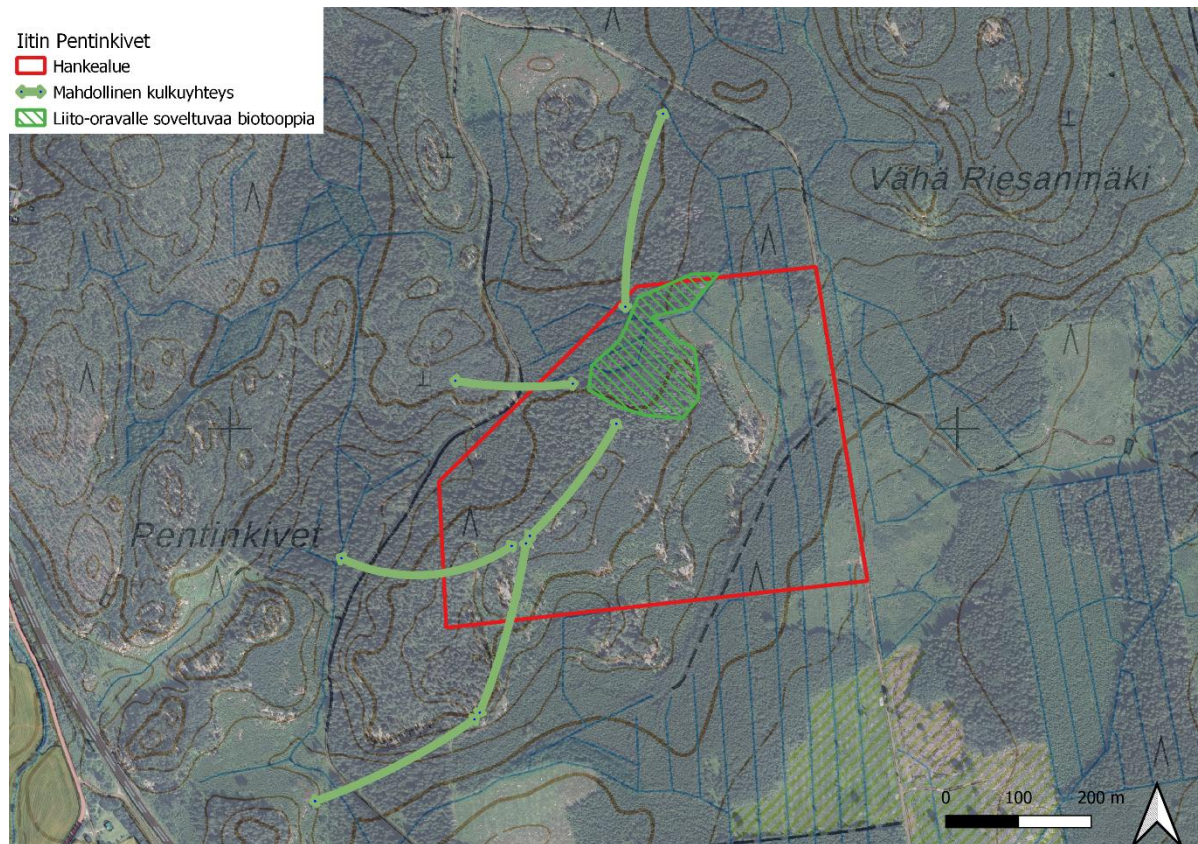 Iitin Pentinkivet
Hankealue
Mahdollinen kulkuyhteys
Liito-oravalle soveltuvaa biotooppia
Vähä Riesanmäki
Pentinkivet
0 100 200 m